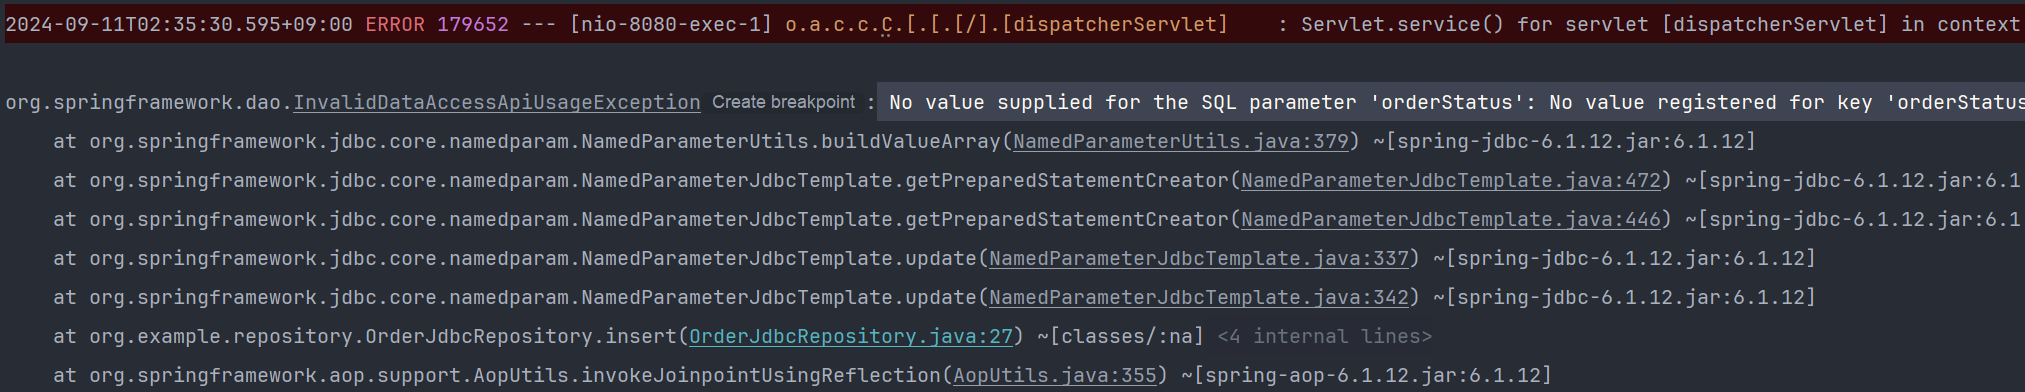 2024-09-11T02:35:30.595+09:00 ERROR 179652 --- [nio-8080-exec-1] o.a.c.c.C.[.[.[/].[dispatcherServlet]    : Servlet.service() for servlet [dispatcherServlet] in context
org.springframework.dao.InvalidDataAccessApiUsageException Create breakpoint : No value supplied for the SQL parameter 'orderStatus': No value registered for key 'orderStatus
at org.springframework.jdbc.core.namedparam.NamedParameterUtils.buildValueArray(NamedParameterUtils.java:379) ~[spring-jdbc-6.1.12.jar:6.1.12]
at org.springframework.jdbc.core.namedparam.NamedParameterJdbcTemplate.getPreparedStatementCreator(NamedParameterJdbcTemplate.java:472) ~[spring-jdbc-6.1.12.jar:6.1
at org.springframework.jdbc.core.namedparam.NamedParameterJdbcTemplate.getPreparedStatementCreator(NamedParameterJdbcTemplate.java:446) ~[spring-jdbc-6.1.12.jar:6.1
at org.springframework.jdbc.core.namedparam.NamedParameterJdbcTemplate.update(NamedParameterJdbcTemplate.java:337) ~[spring-jdbc-6.1.12.jar:6.1.12]
at org.springframework.jdbc.core.namedparam.NamedParameterJdbcTemplate.update(NamedParameterJdbcTemplate.java:342) ~[spring-jdbc-6.1.12.jar:6.1.12]
at org.example.repository.OrderJdbcRepository.insert(OrderJdbcRepository.java:27) ~[classes/:na] <4 internal lines>
at org.springframework.aop.support.AopUtils.invokeJoinpointUsingReflection(AopUtils.java:355) ~[spring-aop-6.1.12.jar:6.1.12]